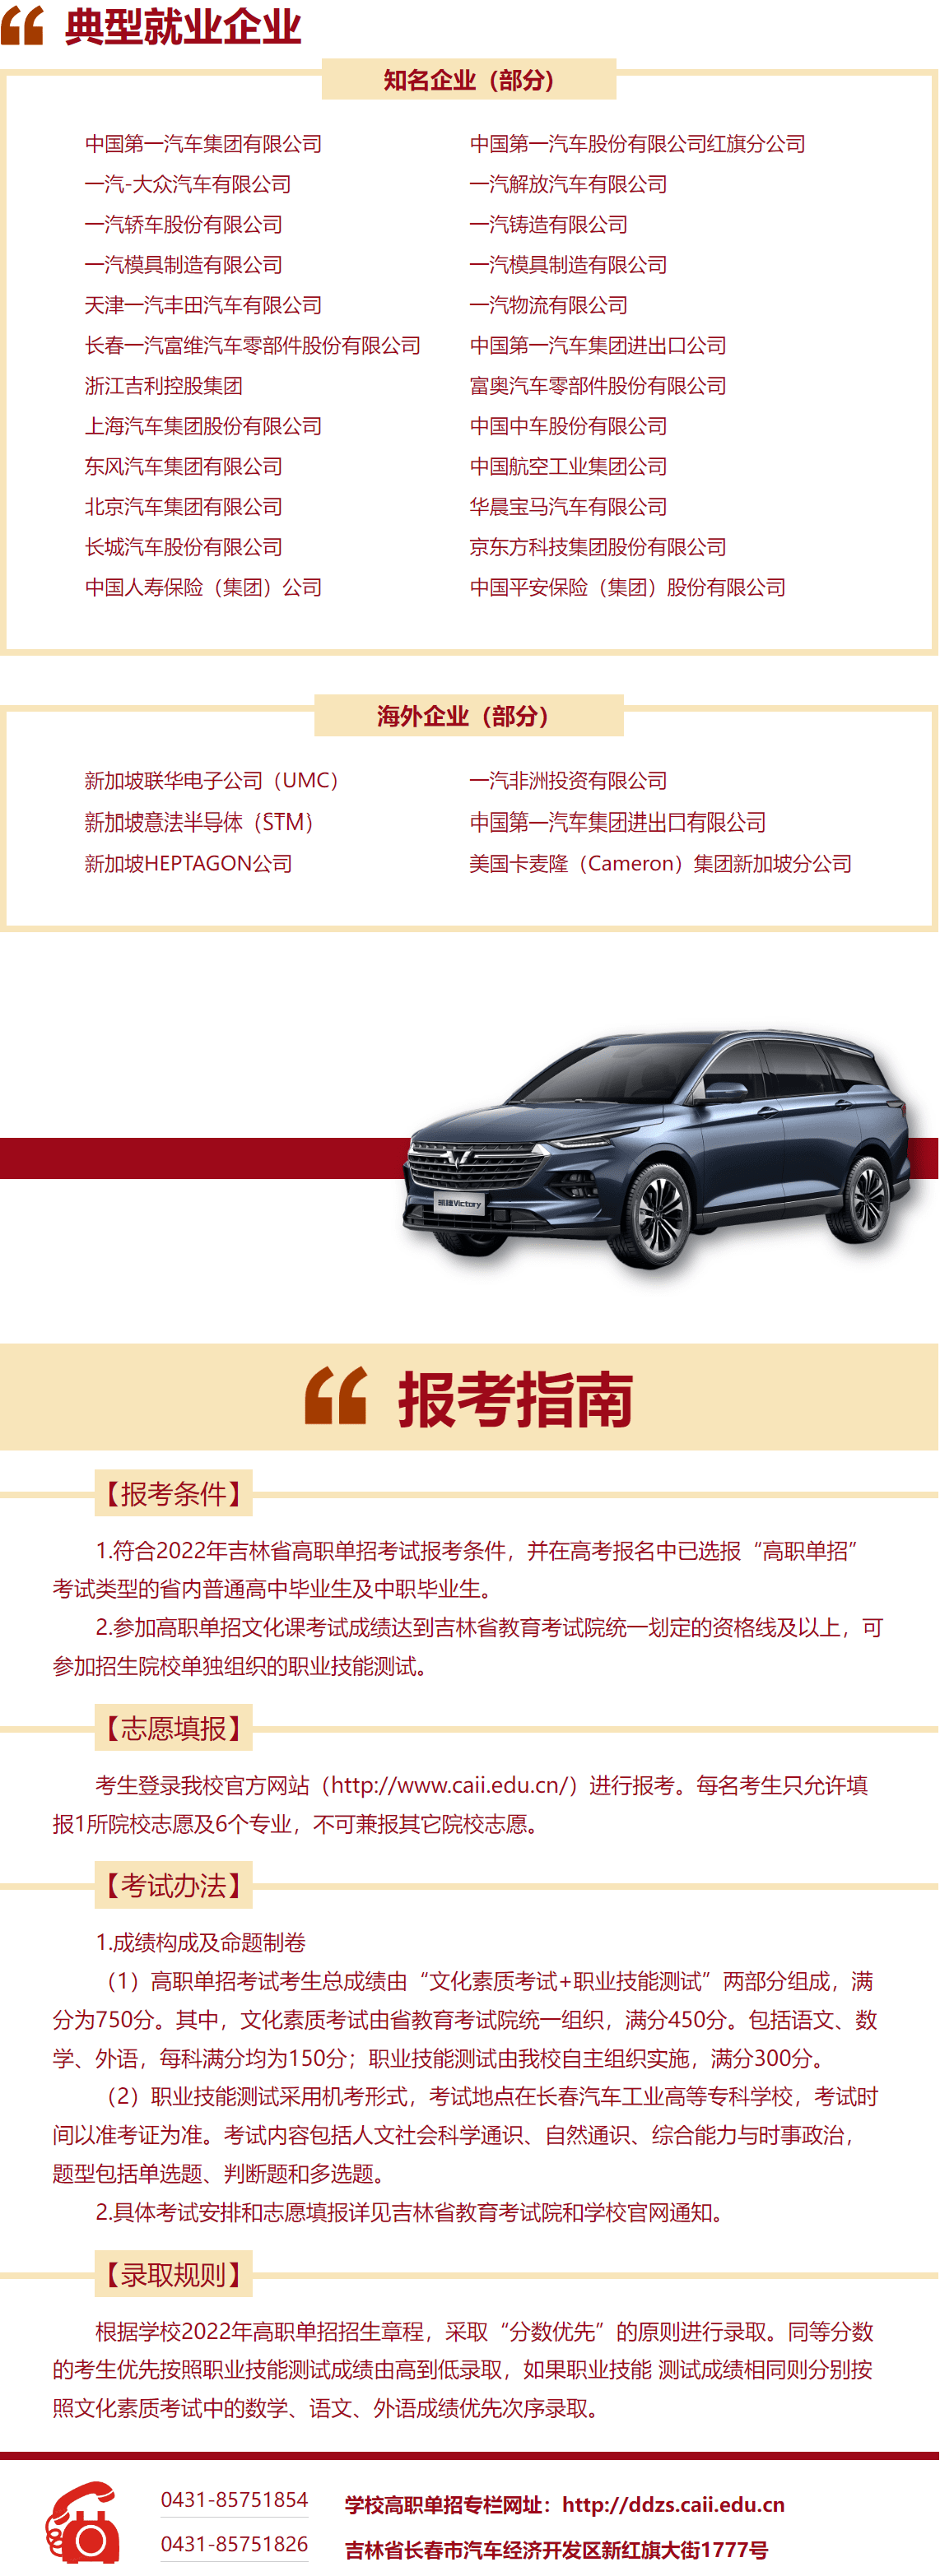 典型就业企业
知名企业（部分）
中国第一汽车集团有限公司 中国第一汽车股份有限公司红旗分公司
一汽-大众汽车有限公司 一汽解放汽车有限公司
一汽轿车股份有限公司 一汽铸造有限公司
一汽模具制造有限公司 一汽模具制造有限公司
天津一汽丰田汽车有限公司 一汽物流有限公司
长春一汽富维汽车零部件股份有限公司 中国第一汽车集团进出口公司
浙江吉利控股集团 富奥汽车零部件股份有限公司
上海汽车集团股份有限公司 中国中车股份有限公司
东风汽车集团有限公司 中国航空工业集团公司
北京汽车集团有限公司 华晨宝马汽车有限公司
长城汽车股份有限公司 京东方科技集团股份有限公司
中国人寿保险（集团）公司 中国平安保险（集团）股份有限公司
海外企业（部分）
新加坡联华电子公司（UMC） 一汽非洲投资有限公司
新加坡意法半导体（STM） 中国第一汽车集团进出口有限公司
新加坡HEPTAGON公司 美国卡麦隆（Cameron）集团新加坡分公司
凯捷Victory
报考指南
【报考条件】
1.符合2022年吉林省高职单招考试报考条件，并在高考报名中已选报“高职单招”
考试类型的省内普通高中毕业生及中职毕业生。
2.参加高职单招文化课考试成绩达到吉林省教育考试院统一划定的资格线及以上，可
参加招生院校单独组织的职业技能测试。
【志愿填报】
考生登录我校官方网站（http://www.caii.edu.cn/）进行报考。每名考生只允许填
报1所院校志愿及6个专业，不可兼报其它院校志愿。
【考试办法】
1.成绩构成及命题制卷
（1）高职单招考试考生总成绩由“文化素质考试+职业技能测试”两部分组成，满
分为750分。其中，文化素质考试由省教育考试院统一组织，满分450分。包括语文、数
学、外语，每科满分均为150分；职业技能测试由我校自主组织实施，满分300分。
（2）职业技能测试采用机考形式，考试地点在长春汽车工业高等专科学校，考试时
间以准考证为准。考试内容包括人文社会科学通识、自然通识、综合能力与时事政治，
题型包括单选题、判断题和多选题。
2.具体考试安排和志愿填报详见吉林省教育考试院和学校官网通知。
【录取规则】
根据学校2022年高职单招招生章程，采取“分数优先”的原则进行录取。同等分数
的考生优先按照职业技能测试成绩由高到低录取，如果职业技能 测试成绩相同则分别按
照文化素质考试中的数学、语文、外语成绩优先次序录取。
0431-85751854 学校高职单招专栏网址：http://ddzs.caii.edu.cn
0431-85751826 吉林省长春市汽车经济开发区新红旗大街1777号